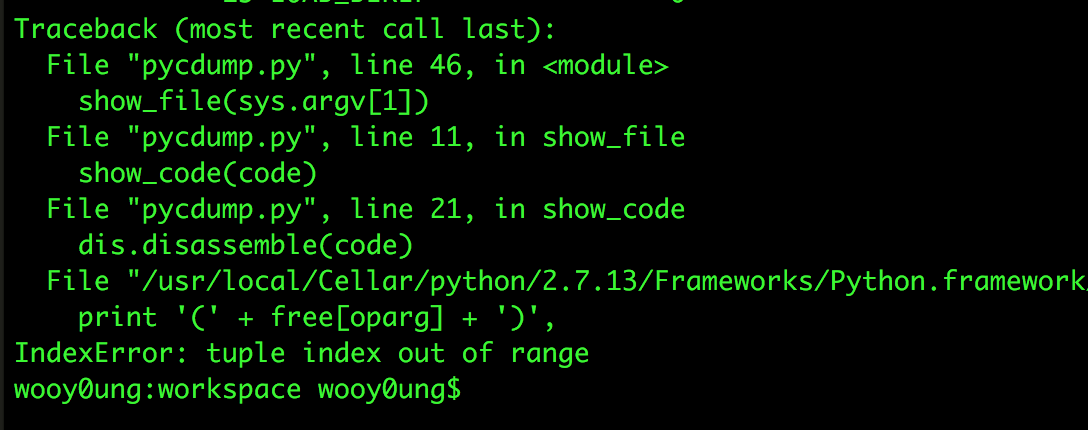 Traceback (most recent call last):
  File "pycdump.py", line 46, in <module>
    show_file(sys.argv[1])
  File "pycdump.py", line 11, in show_file
    show_code(code)
  File "pycdump.py", line 21, in show_code
    dis.disassemble(code)
  File "/usr/local/Cellar/python/2.7.13/Frameworks/Python.framework/
    print '(' + free[oparg] + ')',
IndexError: tuple index out of range
wooy0ung:workspace wooy0ung$